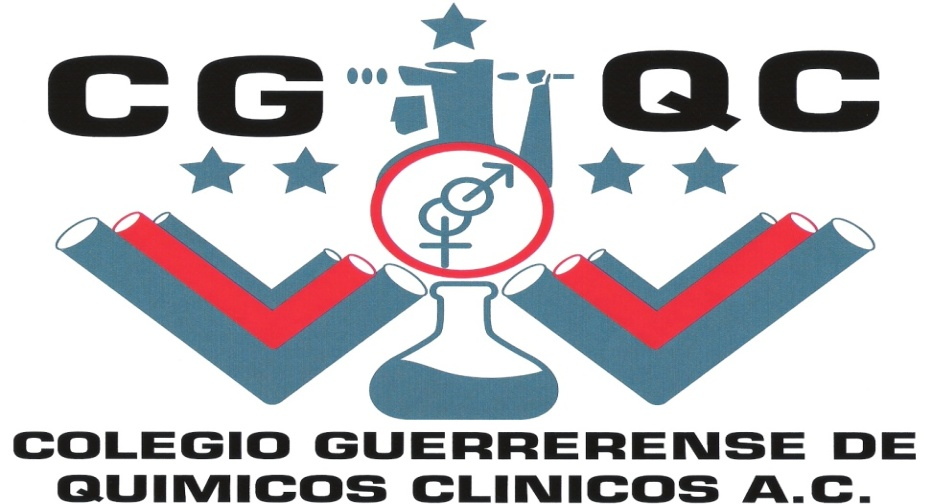 CG QC
COLEGIO GUERRERENSE DE
QUIMICOS CLINICOS A.C.